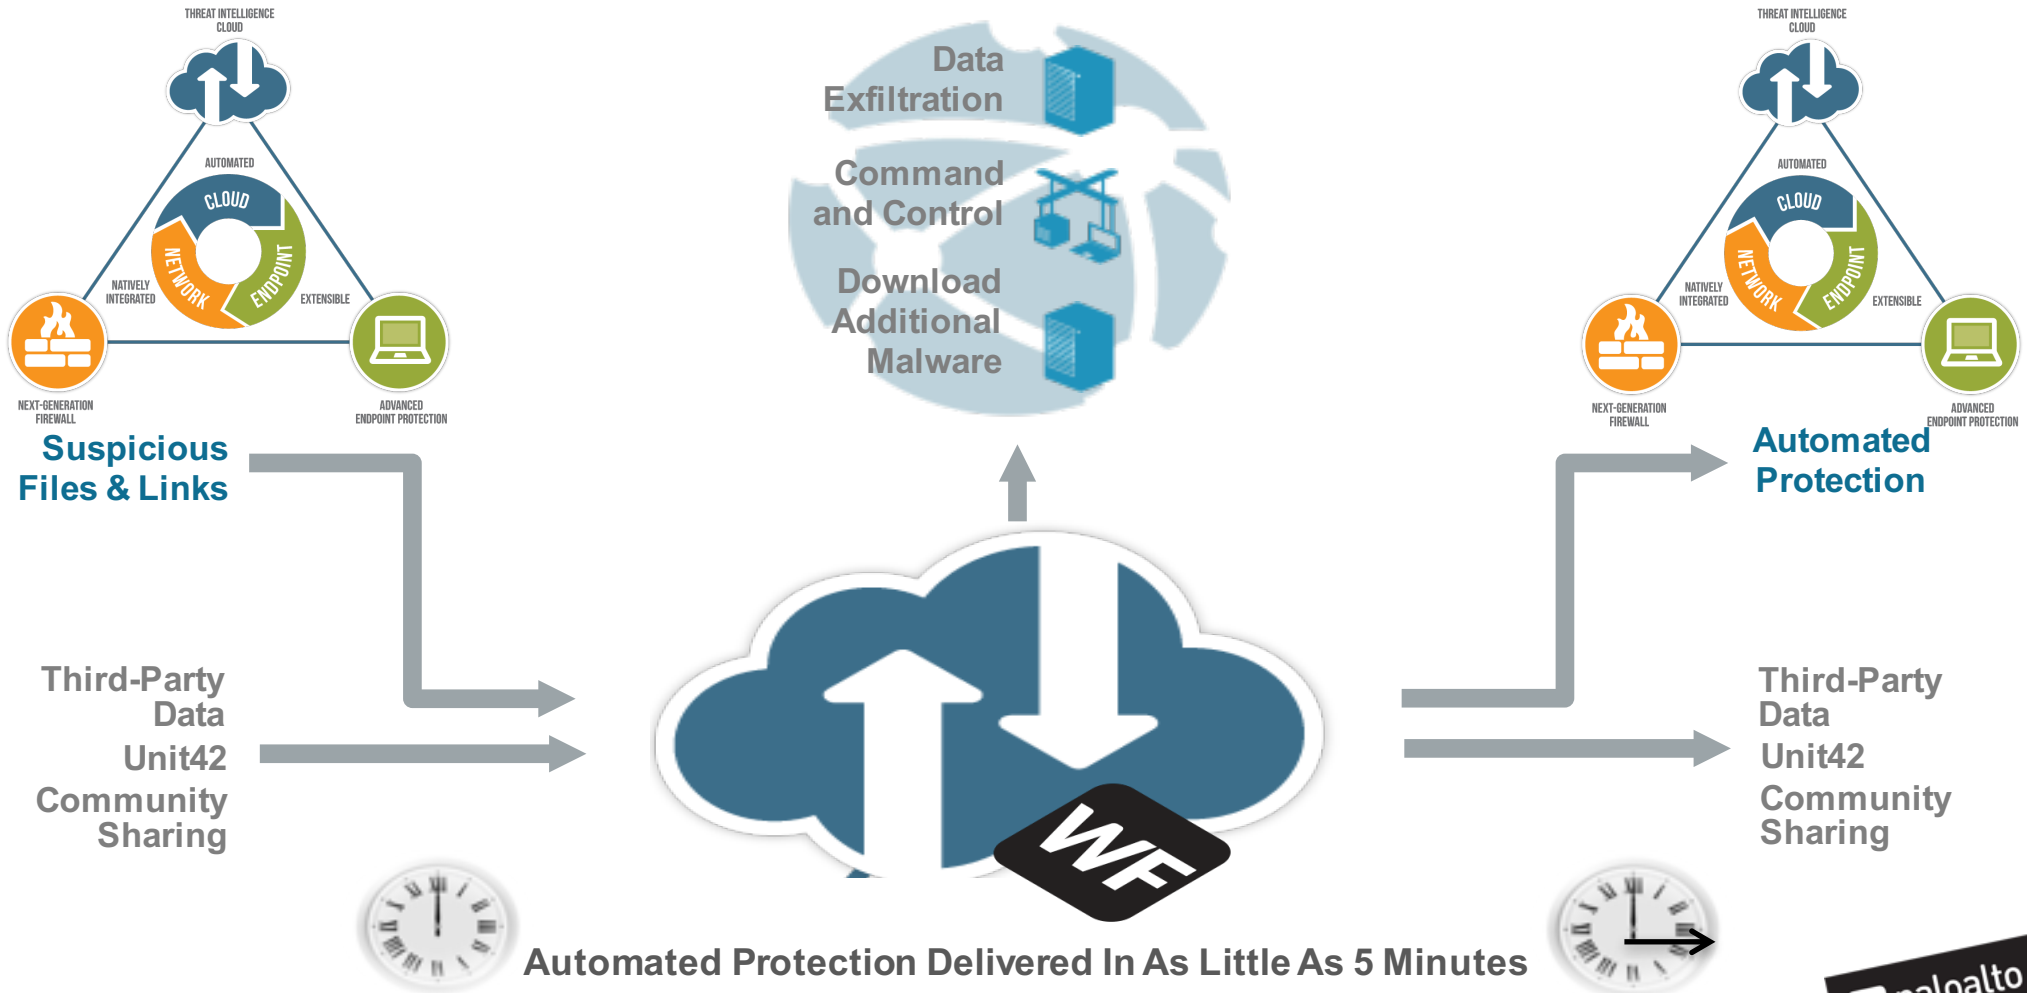 THREAT INTELLIGENCE
CLOUD
AUTOMATED
CLOUD
NETWORK
ENDPOINT
NATIVELY
INTEGRATED
EXTENSIBLE
NEXT-GENERATION
FIREWALL
ADVANCED
ENDPOINT PROTECTION
Suspicious
Files & Links
Third-Party
Data
Unit42
Community
Sharing
Data
Exfiltration
Command
and Control
Download
Additional
Malware
WF
THREAT INTELLIGENCE
CLOUD
AUTOMATED
CLOUD
NETWORK
ENDPOINT
NATIVELY
INTEGRATED
EXTENSIBLE
NEXT-GENERATION
FIREWALL
ADVANCED
ENDPOINT PROTECTION
Automated
Protection
Third-Party
Data
Unit42
Community
Sharing
Automated Protection Delivered In As Little As 5 Minutes
paloalto